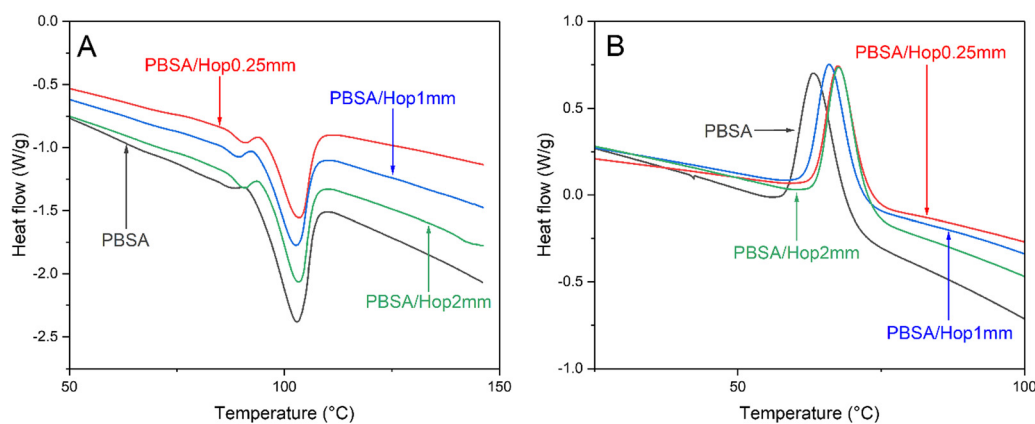 A
0.0
-0.5
-1.0
-1.5
-2.0
-2.5
Heat flow (W/g)
PBSA/Hop0.25mm
PBSA/Hop1mm
PBSA
PBSA/Hop2mm
50
100
150
Temperature (°C)
B
1.0
0.5
0.0
-0.5
-1.0
Heat flow (W/g)
PBSA/Hop0.25mm
PBSA
PBSA/Hop2mm
PBSA/Hop1mm
50
75
100
Temperature (°C)